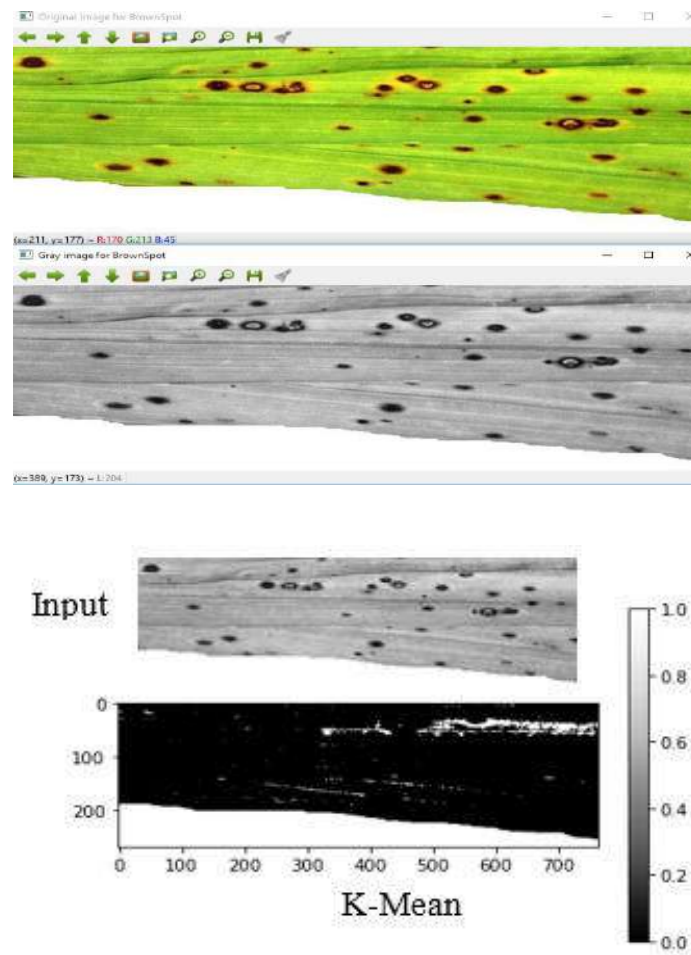 Original image for BrownSpot
(x=211, y=177) ~ R:170 G:213 B:45
Gray image for BrownSpot
(x=389, y=173) ~ L:204
Input
1.0
0.8
0.6
0.4
0.2
0.0
0
100
200
0 100 200 300 400 500 600 700
K-Mean